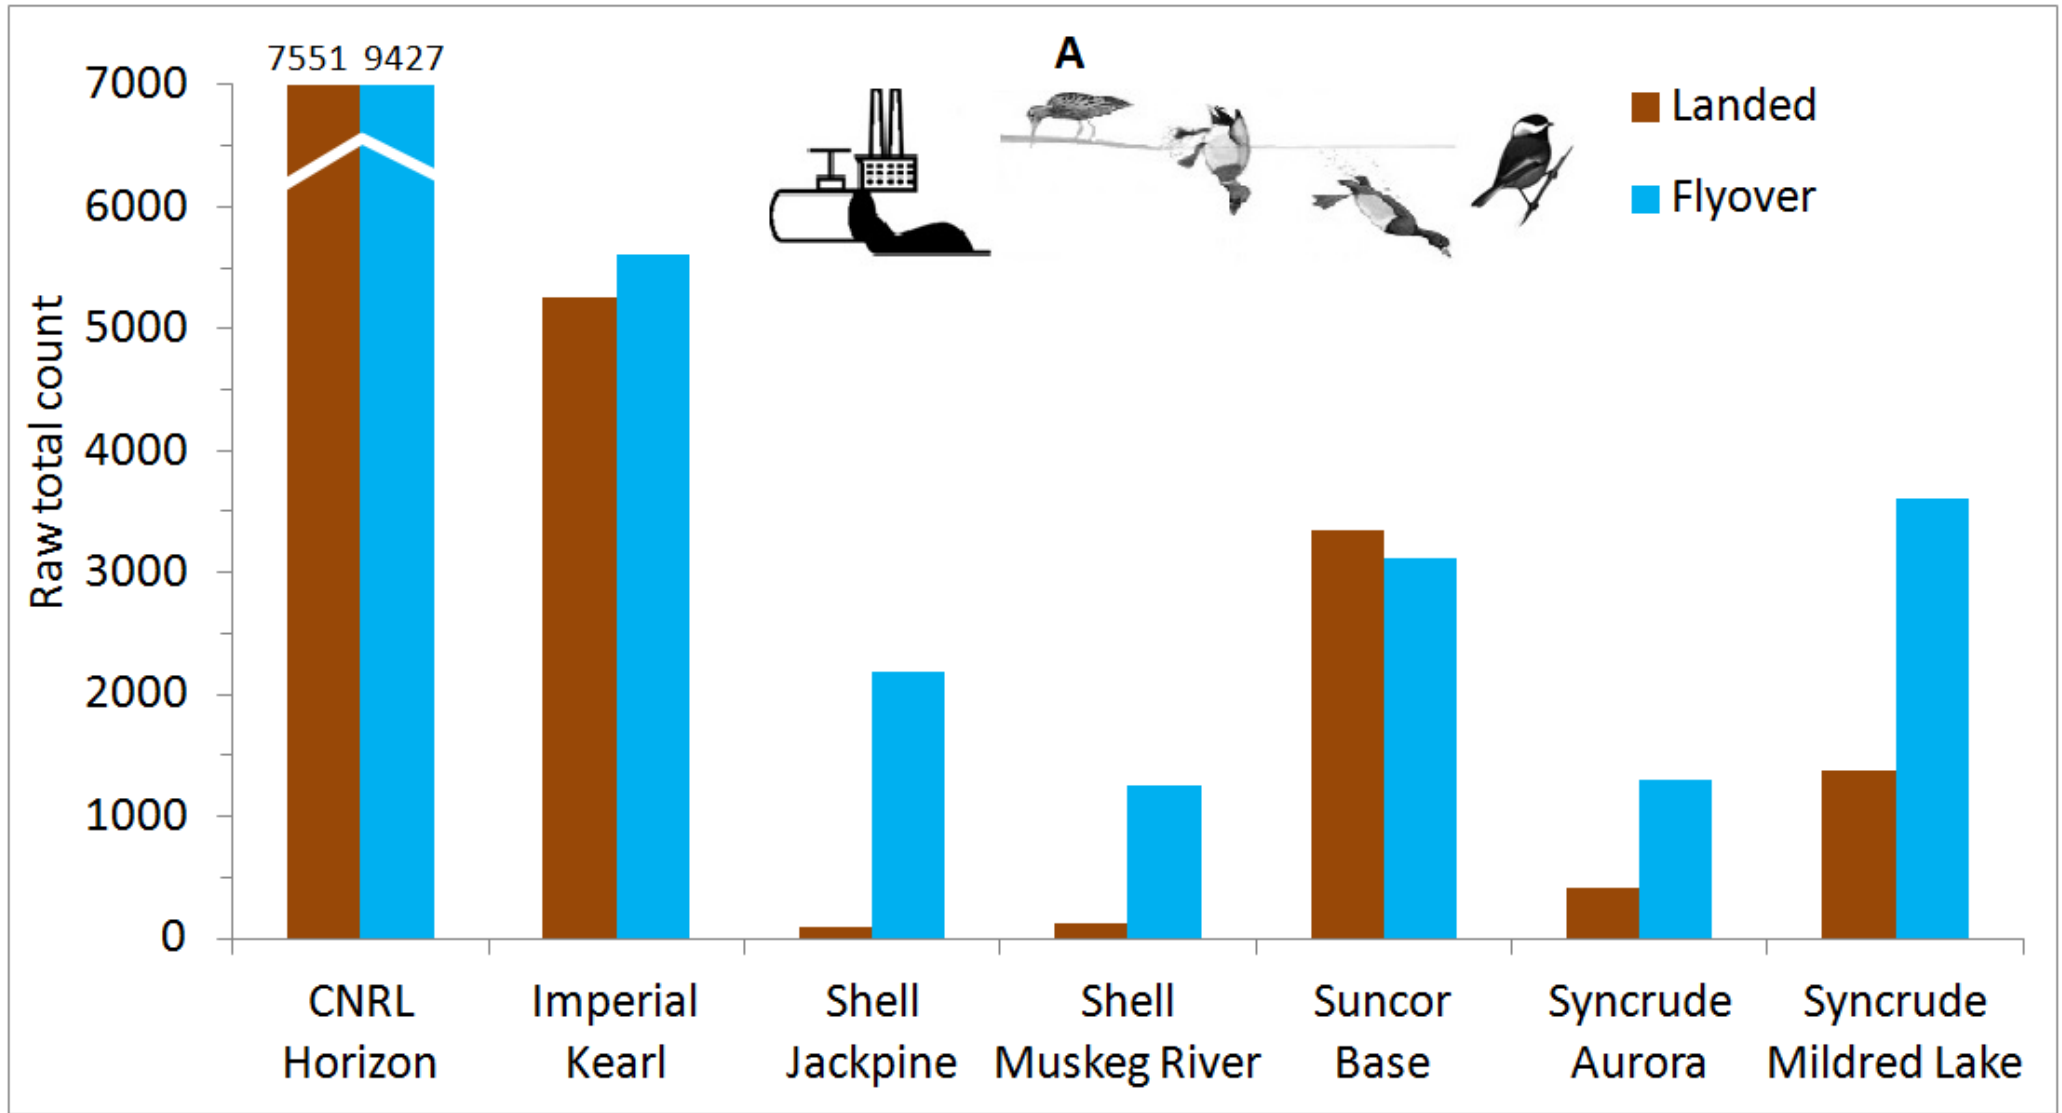 7551 9427
A
Landed
Flyover
Raw total count
7000
6000
5000
4000
3000
2000
1000
0
CNRL
Horizon
Imperial
Kearl
Shell
Jackpine
Shell
Muskeg River
Suncor
Base
Syncrude
Aurora
Syncrude
Mildred Lake